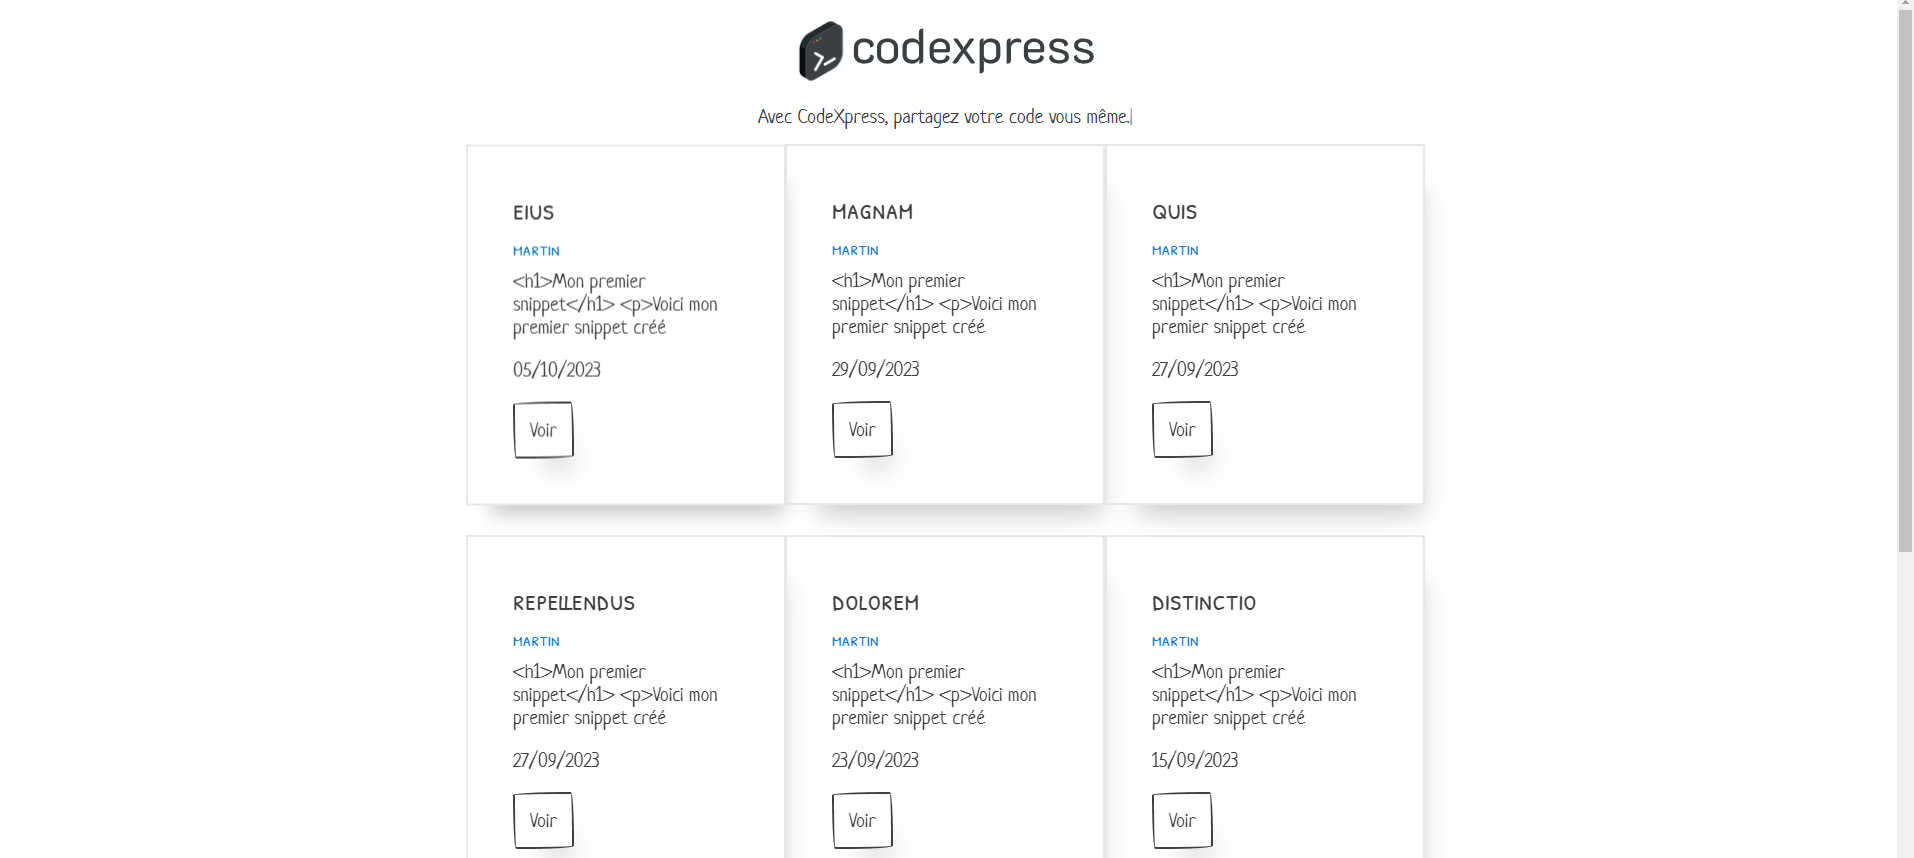 codexpress
Avec CodeXpress, partagez votre code vous même.
EIUS
MARTIN
<h1>Mon premier
snippet</h1> <p>Voici mon
premier snippet créé
05/10/2023
Voir
MAGNAM
MARTIN
<h1>Mon premier
snippet</h1> <p>Voici mon
premier snippet créé
29/09/2023
Voir
QUIS
MARTIN
<h1>Mon premier
snippet</h1> <p>Voici mon
premier snippet créé
27/09/2023
Voir
REPELLENDUS
MARTIN
<h1>Mon premier
snippet</h1> <p>Voici mon
premier snippet créé
27/09/2023
Voir
DOLOREM
MARTIN
<h1>Mon premier
snippet</h1> <p>Voici mon
premier snippet créé
23/09/2023
Voir
DISTINCTIO
MARTIN
<h1>Mon premier
snippet</h1> <p>Voici mon
premier snippet créé
15/09/2023
Voir